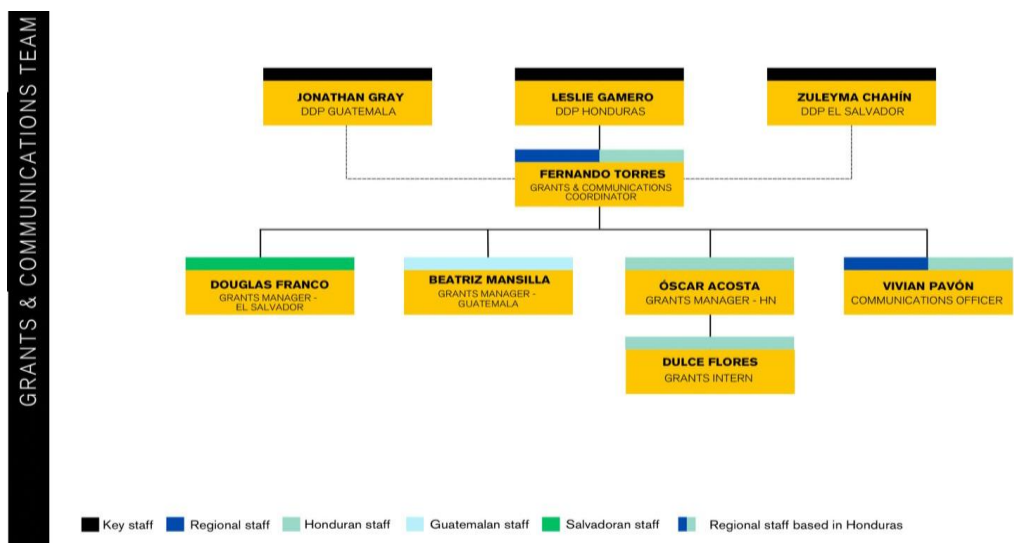 GRANTS & COMMUNICATIONS TEAM
JONATHAN GRAY
DDP GUATEMALA
LESLIE GAMERO
DDP HONDURAS
ZULEYMA CHAHÍN
DDP EL SALVADOR
FERNANDO TORRES
GRANTS & COMMUNICATIONS
COORDINATOR
DOUGLAS FRANCO
GRANTS MANAGER -
EL SALVADOR
BEATRIZ MANSILLA
GRANTS MANAGER -
GUATEMALA
ÓSCAR ACOSTA
GRANTS MANAGER - HN
VIVIAN PAVÓN
COMMUNICATIONS OFFICER
DULCE FLORES
GRANTS INTERN
Key staff
Regional staff
Honduran staff
Guatemalan staff
Salvadoran staff
Regional staff based in Honduras